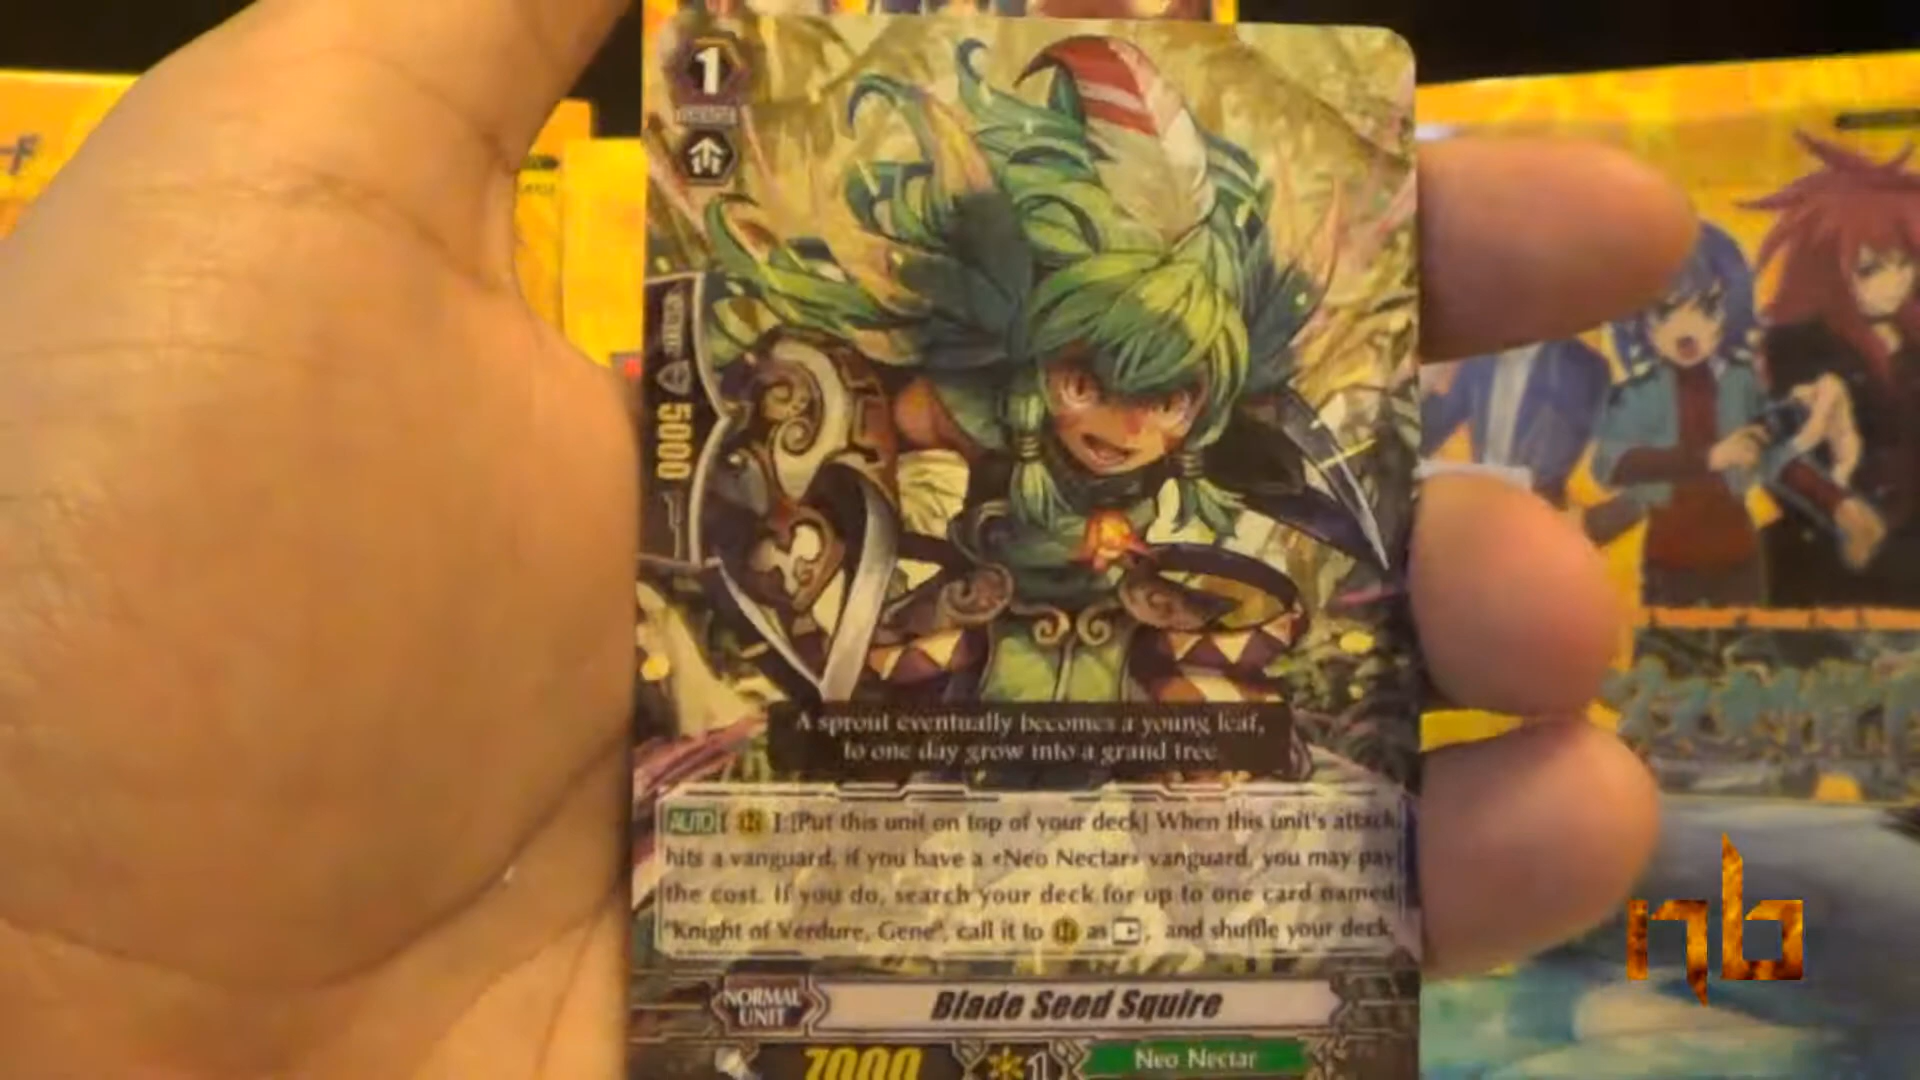 1
5000
A sprout eventually becomes a young leaf,
to one day grow into a grand tree
AUTO [ ]:[Put this unit on top of your deck] When this unit's attack
hits a vanguard, if you have a «Neo Nectar» vanguard, you may pay
the cost. If you do, search your deck for up to one card named
"Knight of Verdure, Gene", call it to as , and shuffle your deck.
NORMAL
UNIT
Blade Seed Squire
7000
1
Neo Nectar
nb